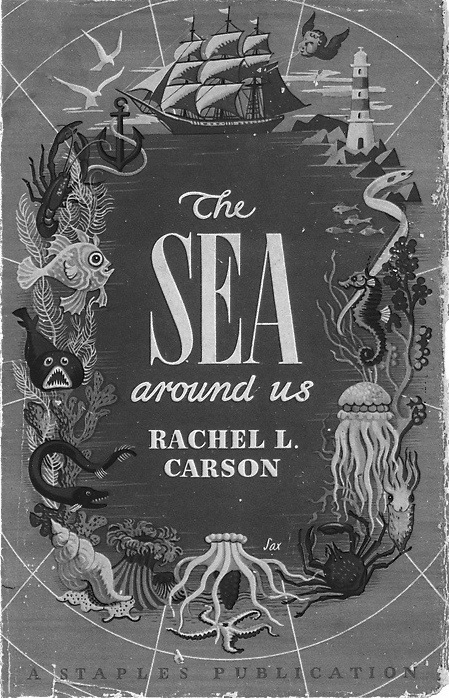 The
SEA
around us
RACHEL L.
CARSON
Sax
A STAPLES PUBLICATION